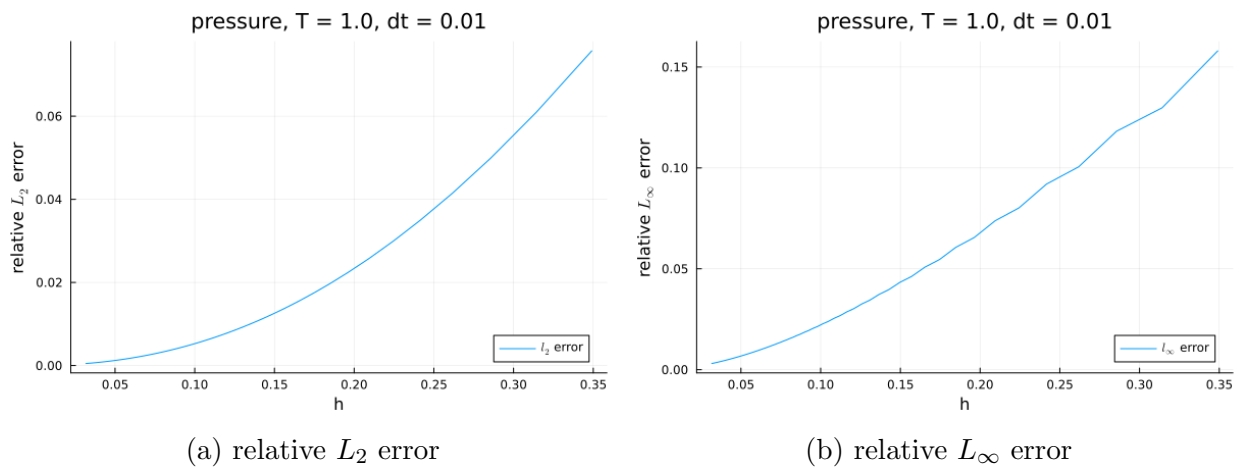 pressure, T = 1.0, dt = 0.01
relative L₂ error
0.06
0.04
0.02
0.00
0.05 0.10 0.15 0.20 0.25 0.30 0.35
h
l₂ error
(a) relative L₂ error
pressure, T = 1.0, dt = 0.01
relative L∞ error
0.15
0.10
0.05
0.00
0.05 0.10 0.15 0.20 0.25 0.30 0.35
h
l∞ error
(b) relative L∞ error